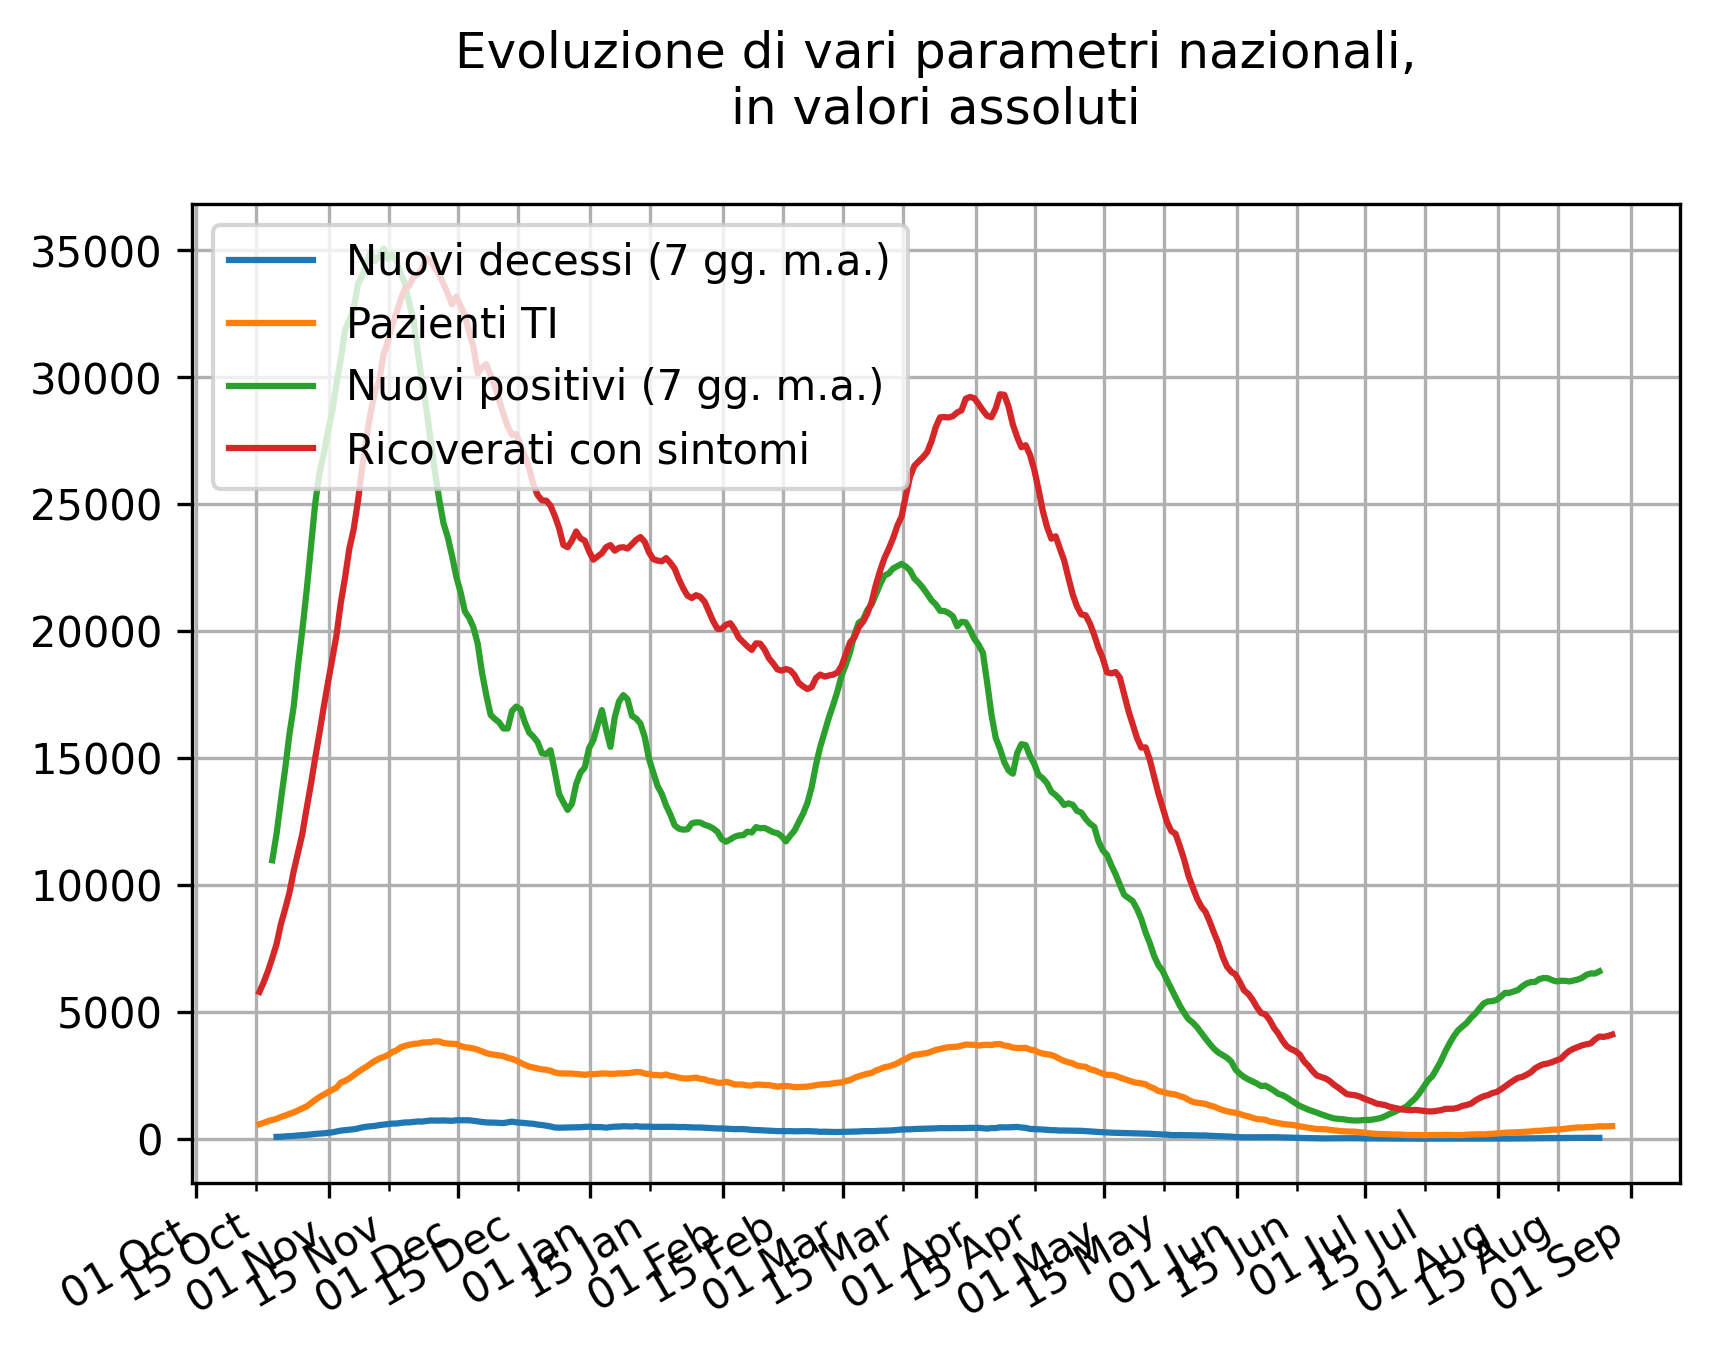 Evoluzione di vari parametri nazionali,
in valori assoluti
35000
30000
25000
20000
15000
10000
5000
0
Nuovi decessi (7 gg. m.a.)
Pazienti TI
Nuovi positivi (7 gg. m.a.)
Ricoverati con sintomi
01 Oct
15 Oct
01 Nov
15 Nov
01 Dec
15 Dec
01 Jan
15 Jan
01 Feb
15 Feb
01 Mar
15 Mar
01 Apr
15 Apr
01 May
15 May
01 Jun
15 Jun
01 Jul
15 Jul
01 Aug
15 Aug
01 Sep